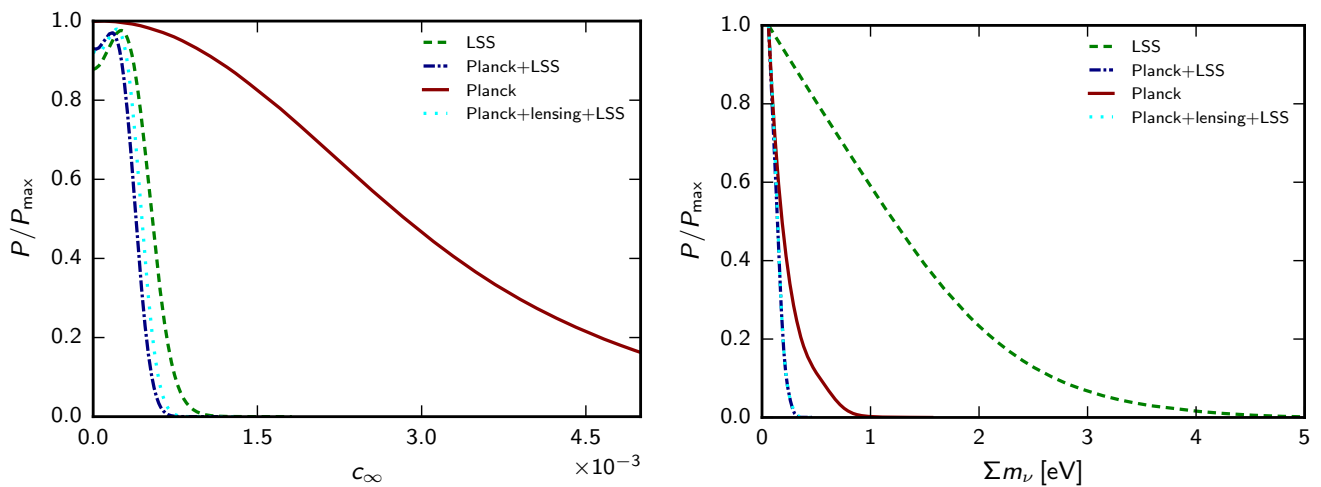 1.0
0.8
0.6
0.4
0.2
0.0
P/P_max
0.0 1.5 3.0 4.5
×10⁻³
c_∞
LSS
Planck+LSS
Planck
Planck+lensing+LSS
1.0
0.8
0.6
0.4
0.2
0.0
P/P_max
0 1 2 3 4 5
Σm_ν [eV]
LSS
Planck+LSS
Planck
Planck+lensing+LSS